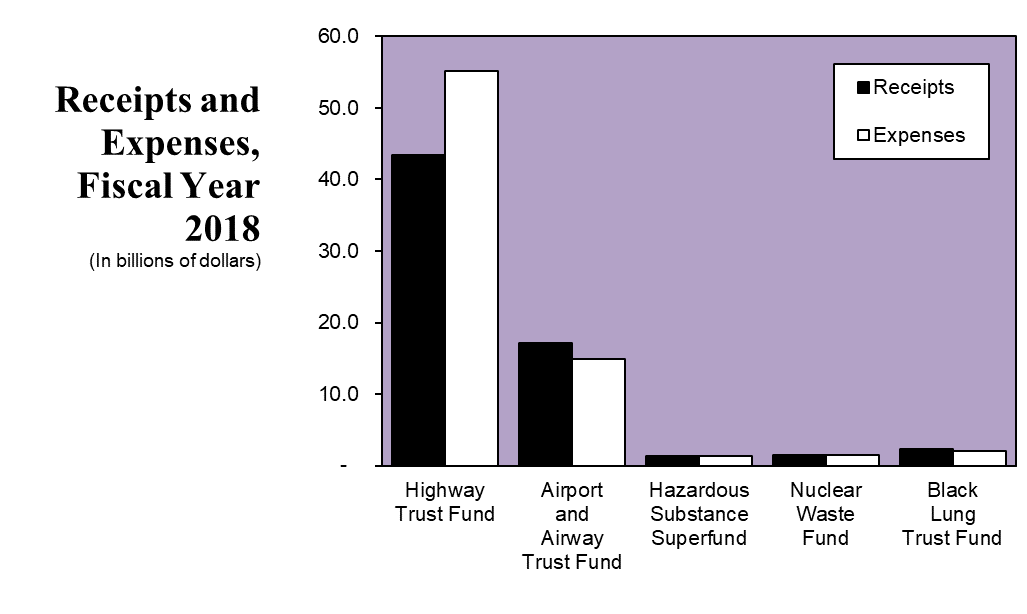 Receipts and
Expenses,
Fiscal Year
2018
(In billions of dollars)
60.0
50.0
40.0
30.0
20.0
10.0
-
Receipts
Expenses
Highway
Trust Fund
Airport
and
Airway
Trust Fund
Hazardous
Substance
Superfund
Nuclear
Waste
Fund
Black
Lung
Trust Fund